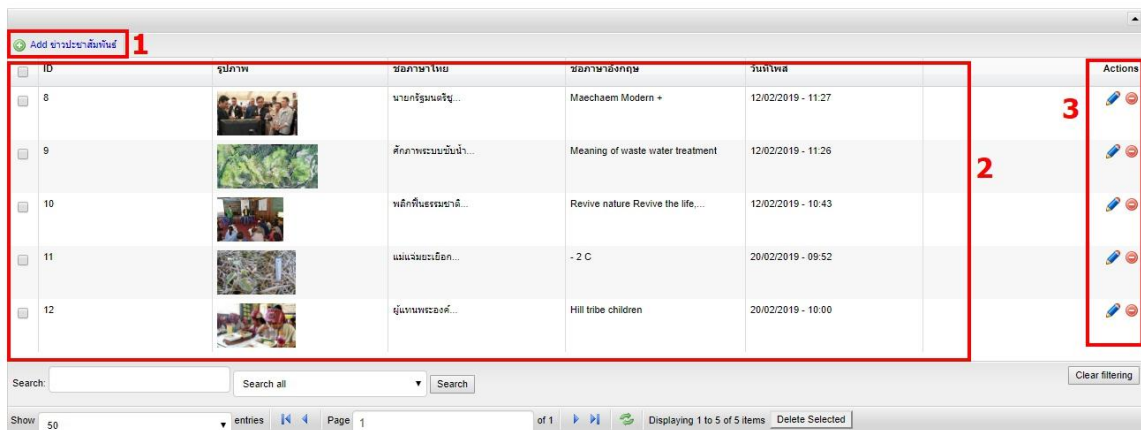 Add ข่าวประชาสัมพันธ์ 1
ID รูปภาพ ชื่อภาษาไทย ชื่อภาษาอังกฤษ วันที่โพส Actions
8 นายกรัฐมนตรีชู... Maechaem Modern + 12/02/2019 - 11:27
3
9 ศักภาพระบบขับน้ำ... Meaning of waste water treatment 12/02/2019 - 11:26
2
10 พลิกฟื้นธรรมชาติ... Revive nature Revive the life,... 12/02/2019 - 10:43
11 แม่แจ่มยะเยือก... - 2 C 20/02/2019 - 09:52
12 ผู้แทนพระองค์... Hill tribe children 20/02/2019 - 10:00
Search: Search all Search Clear filtering
Show 50 entries Page 1 of 1 Displaying 1 to 5 of 5 items Delete Selected